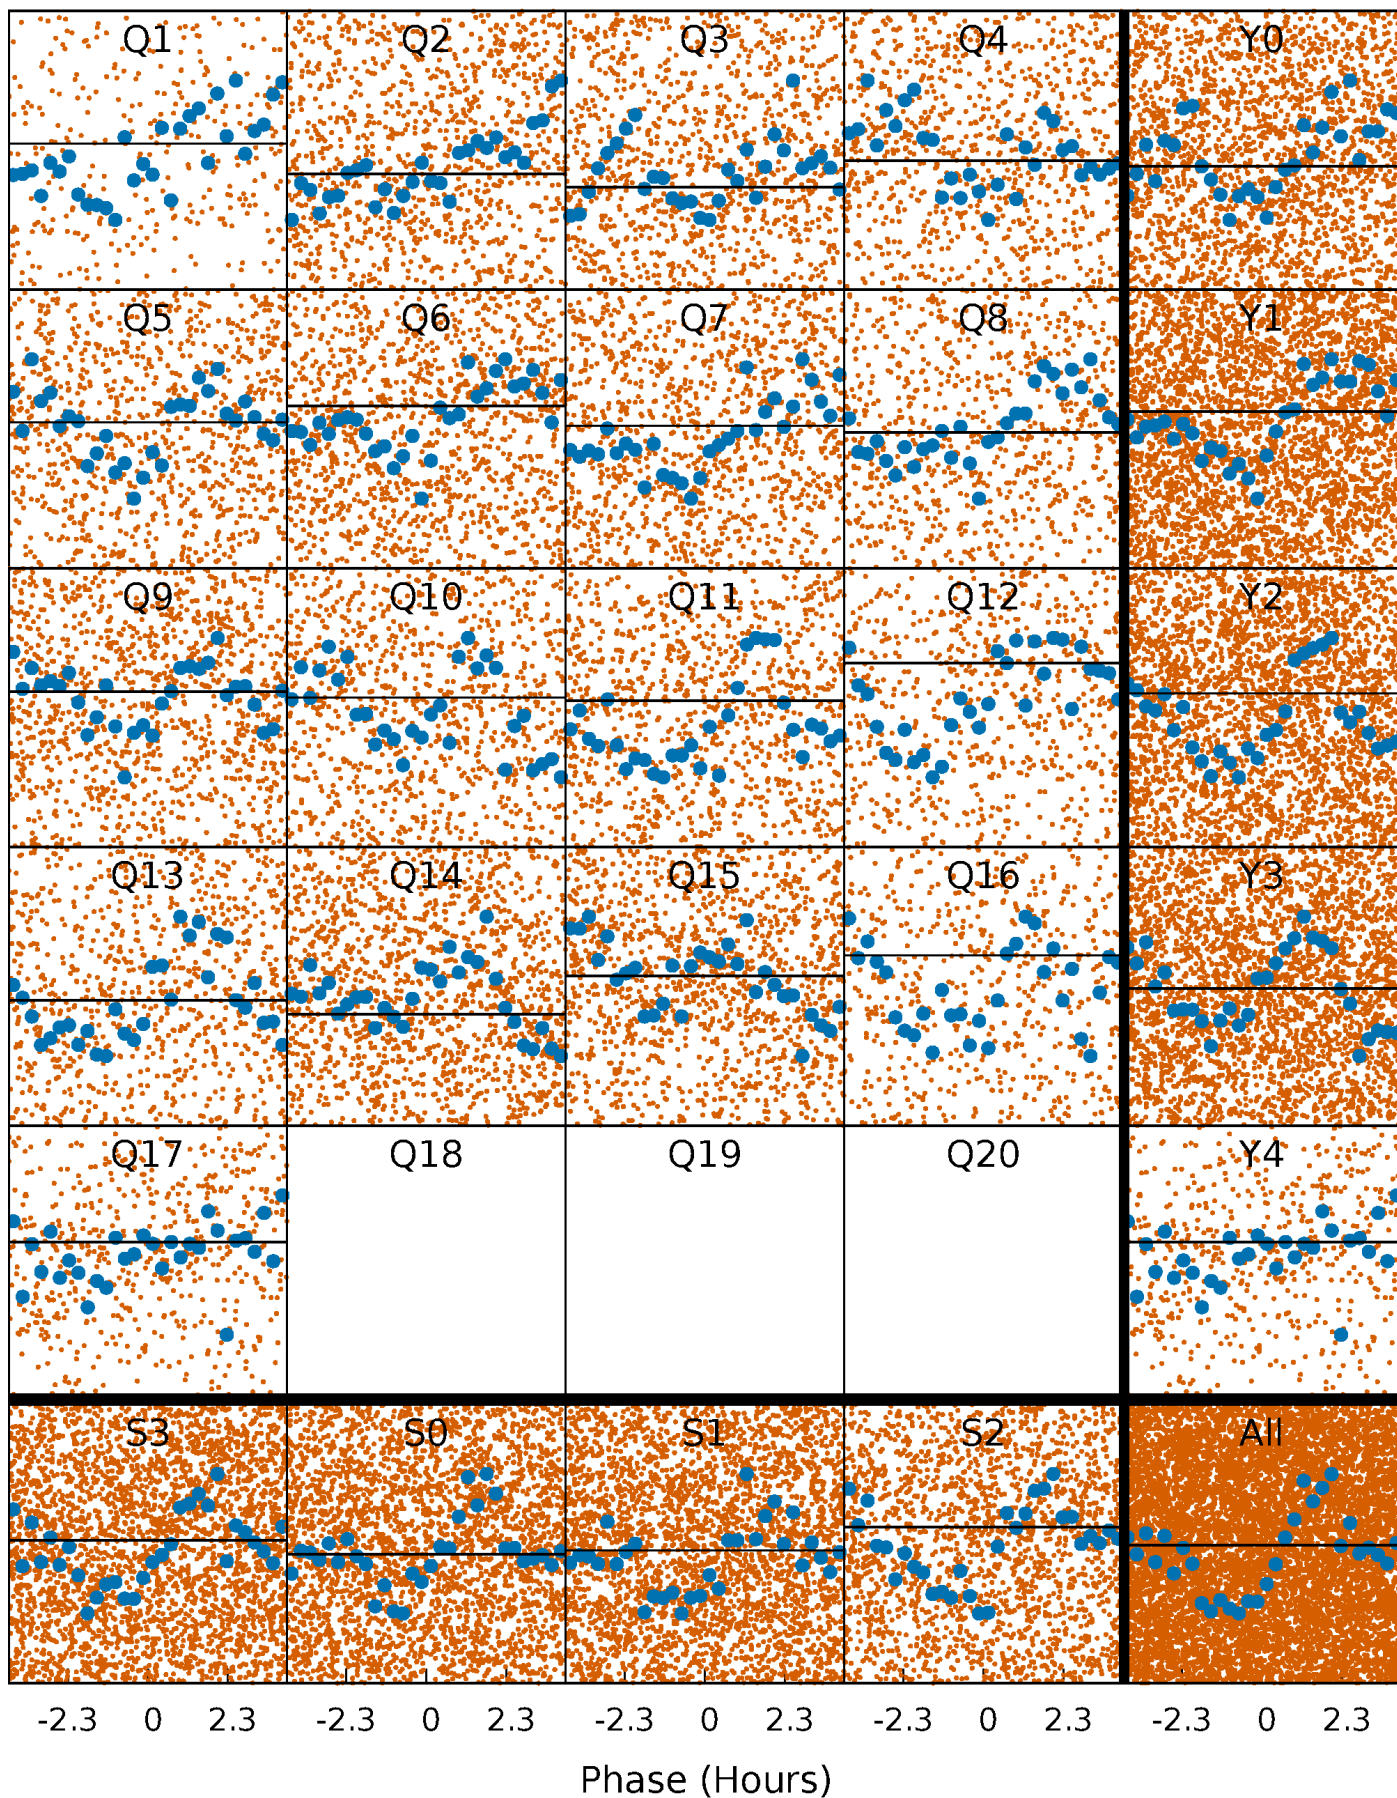 Q1 Q2 Q3 Q4 Y0
Q5 Q6 Q7 Q8 Y1
Q9 Q10 Q11 Q12 Y2
Q13 Q14 Q15 Q16 Y3
Q17 Q18 Q19 Q20 Y4
S3 S0 S1 S2 All
-2.3 0 2.3 -2.3 0 2.3 -2.3 0 2.3 -2.3 0 2.3 -2.3 0 2.3
Phase (Hours)